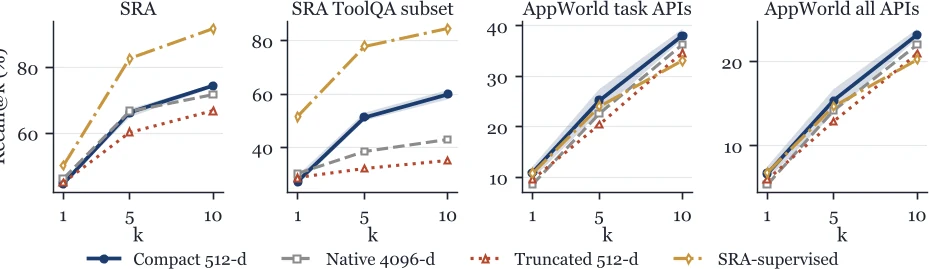 SRA
SRA ToolQA subset
AppWorld task APIs
AppWorld all APIs
Recall@k (%)
80
60
80
60
40
40
30
20
10
20
10
1 5 10
1 5 10
1 5 10
1 5 10
k
k
k
k
Compact 512-d
Native 4096-d
Truncated 512-d
SRA-supervised